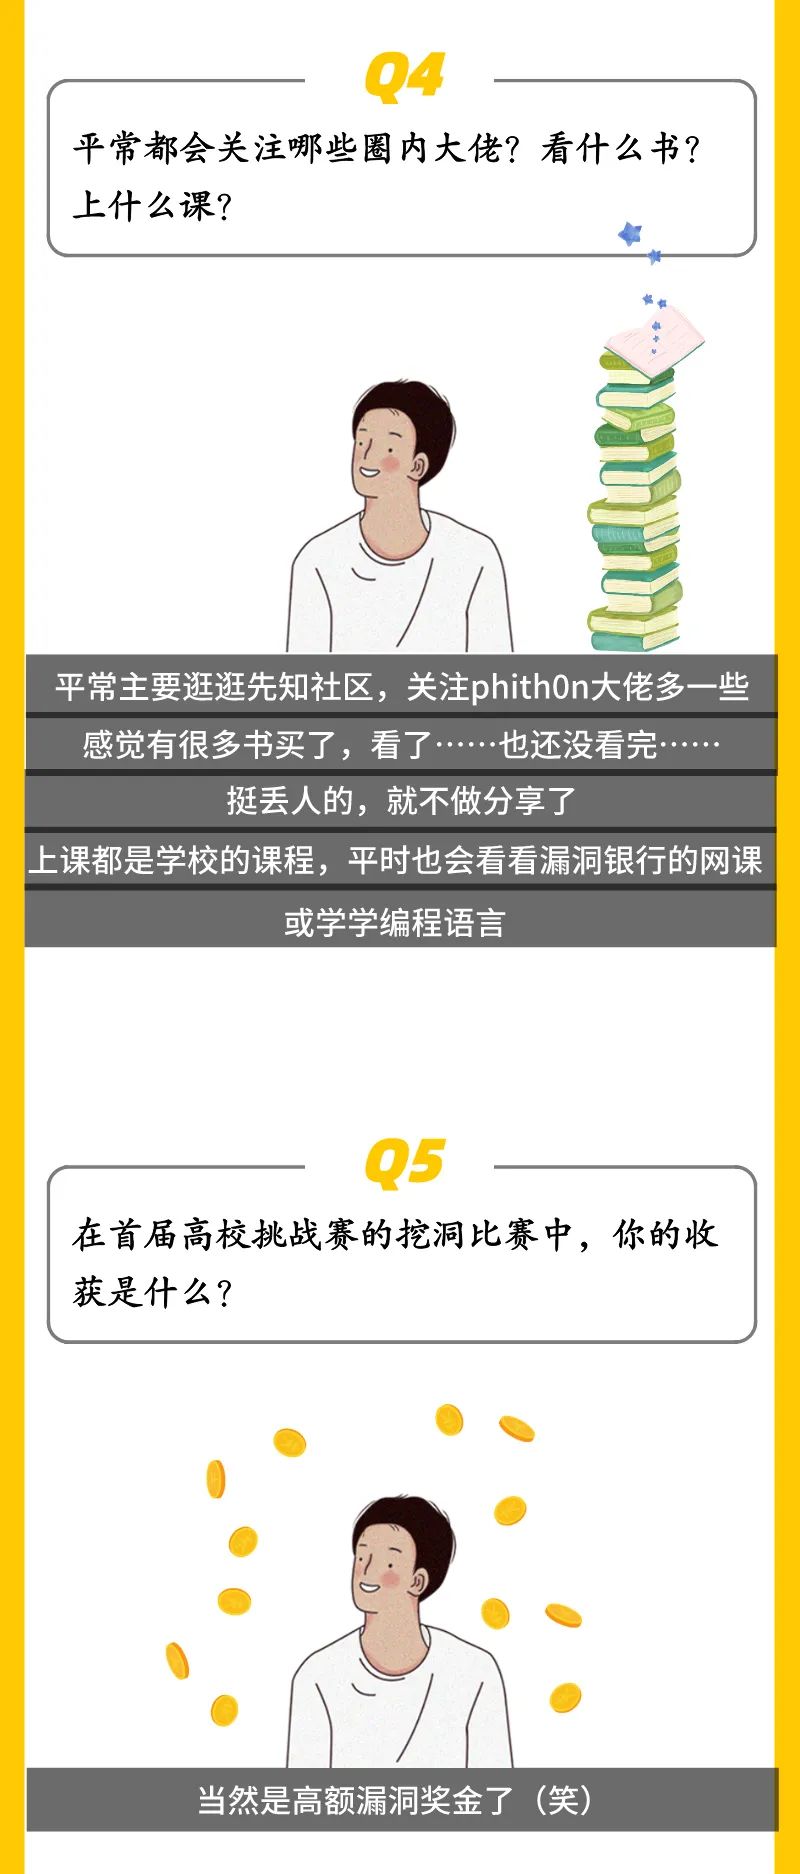 Q4
平常都会关注哪些圈内大佬？看什么书？
上什么课？
平常主要逛逛先知社区，关注phith0n大佬多一些
感觉有很多书买了，看了……也还没看完……
挺丢人的，就不做分享了
上课都是学校的课程，平时也会看看漏洞银行的网课
或学学编程语言
Q5
在首届高校挑战赛的挖洞比赛中，你的收
获是什么？
当然是高额漏洞奖金了（笑）